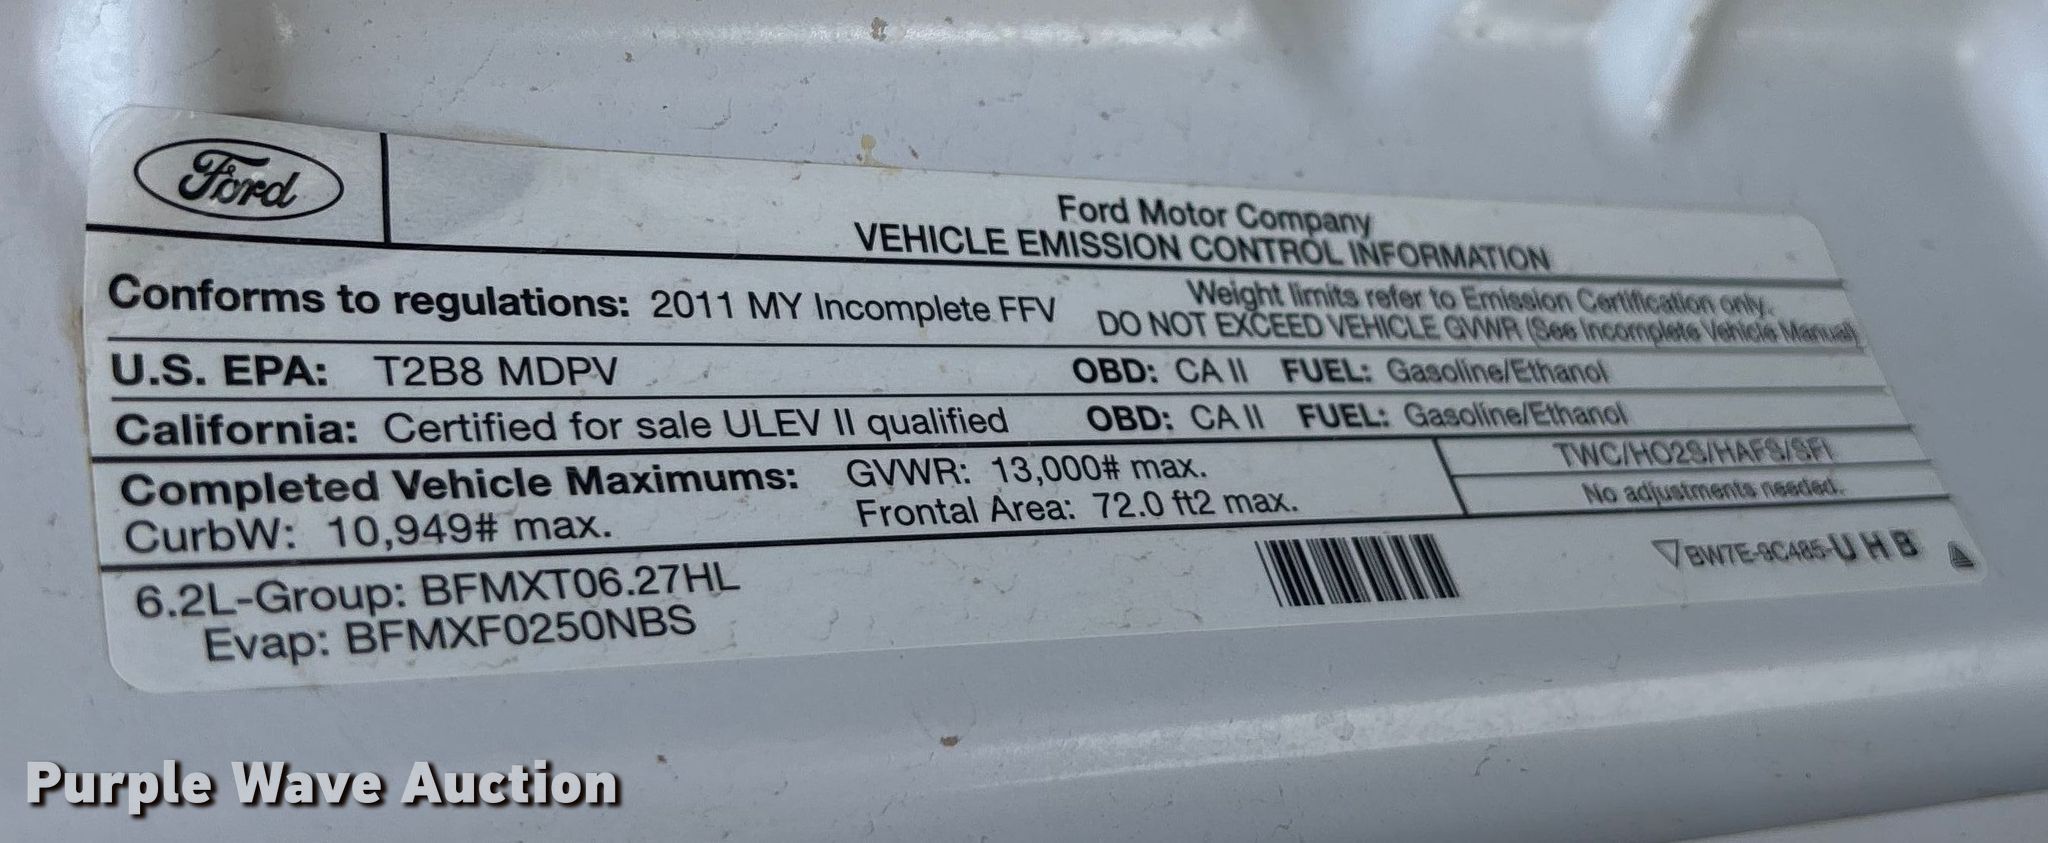 Ford
Ford Motor Company
VEHICLE EMISSION CONTROL INFORMATION
Conforms to regulations: 2011 MY Incomplete FFV
Weight limits refer to Emission Certification only.
DO NOT EXCEED VEHICLE GVWR (See Incomplete Vehicle Manual)
U.S. EPA: T2B8 MDPV OBD: CA II FUEL: Gasoline/Ethanol
California: Certified for sale ULEV II qualified OBD: CA II FUEL: Gasoline/Ethanol
Completed Vehicle Maximums: GVWR: 13,000# max.
CurbW: 10,949# max. Frontal Area: 72.0 ft2 max.
TWC/HO2S/HAFS/SFI
No adjustments needed.
6.2L-Group: BFMXT06.27HL
Evap: BFMXF0250NBS
BW7E-9C485-UHB
Purple Wave Auction